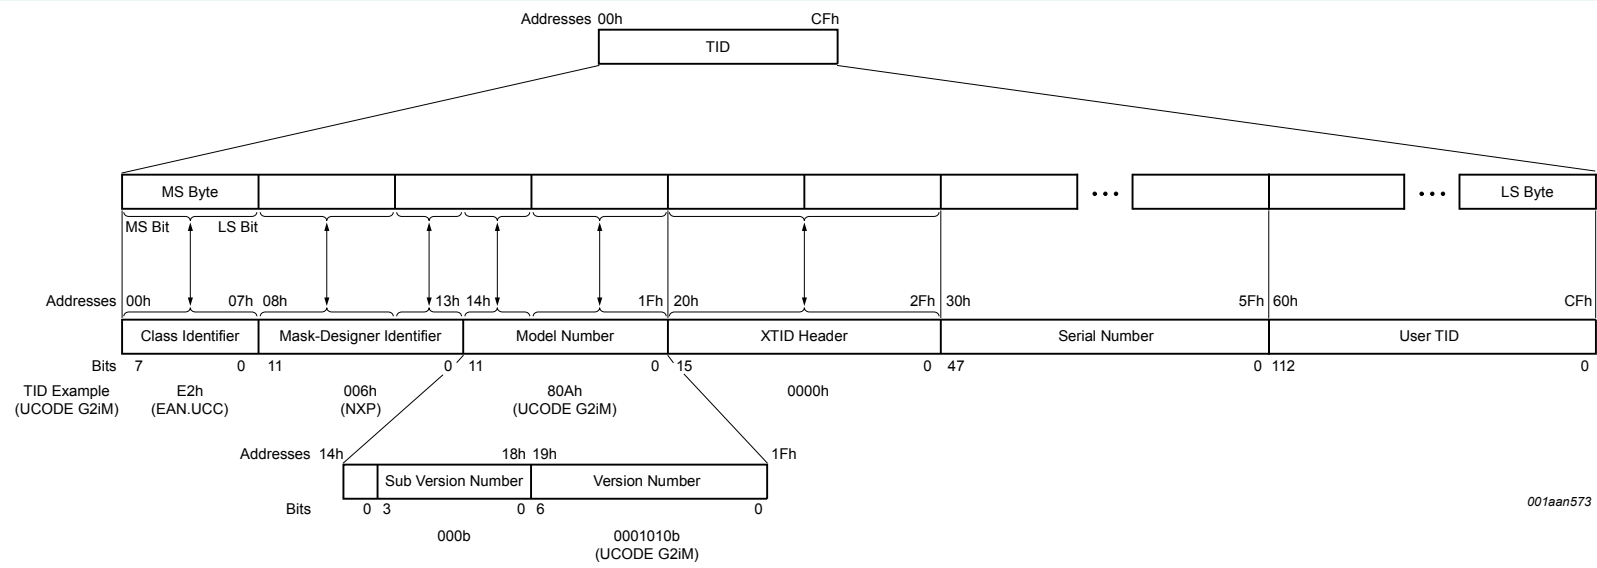 Addresses 00h CFh
TID
MS Byte LS Byte
MS Bit LS Bit
Addresses 00h 07h 08h 13h 14h 1Fh 20h 2Fh 30h 5Fh 60h CFh
Class Identifier Mask-Designer Identifier Model Number XTID Header Serial Number User TID
Bits 7 0 11 0 11 0 15 0 47 0 112 0
TID Example E2h 006h 80Ah 0000h
(UCODE G2iM) (EAN.UCC) (NXP) (UCODE G2iM)
Addresses 14h 18h 19h 1Fh
Sub Version Number Version Number
Bits 0 3 0 6 0
001aan573
000b 0001010b
(UCODE G2iM)